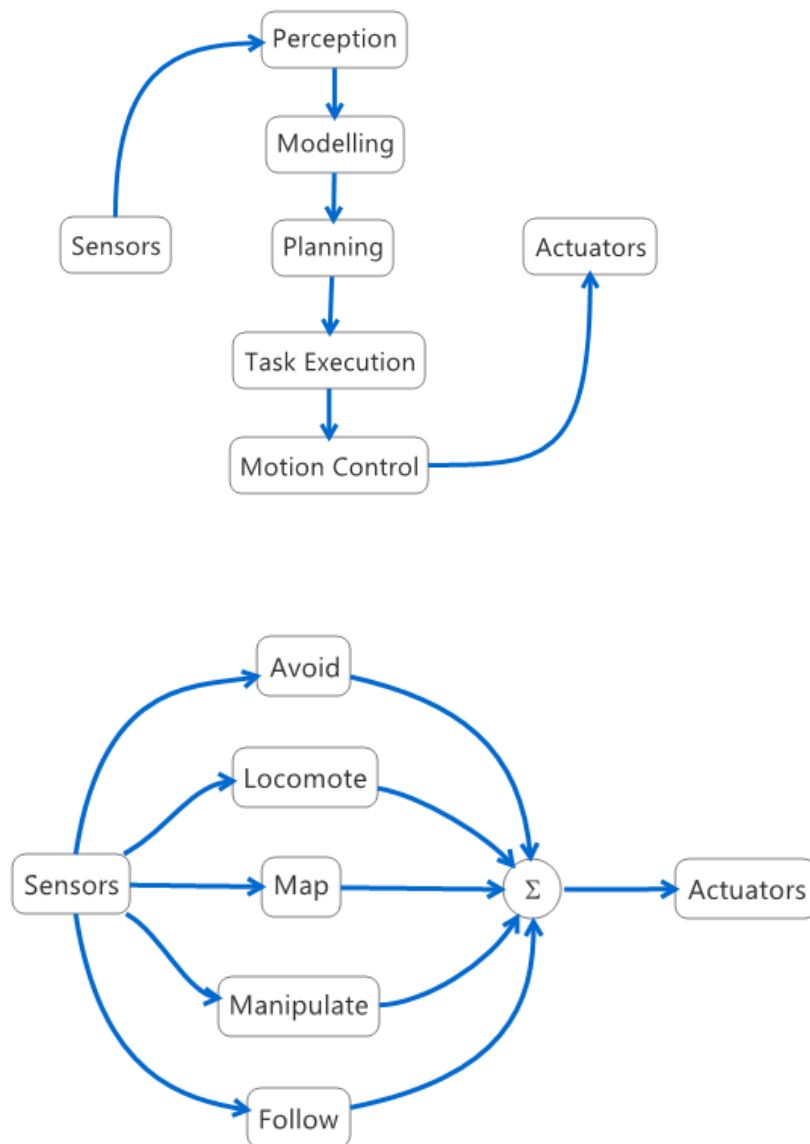 Perception
Modelling
Sensors
Planning
Actuators
Task Execution
Motion Control
Avoid
Locomote
Sensors
Map
Σ
Actuators
Manipulate
Follow